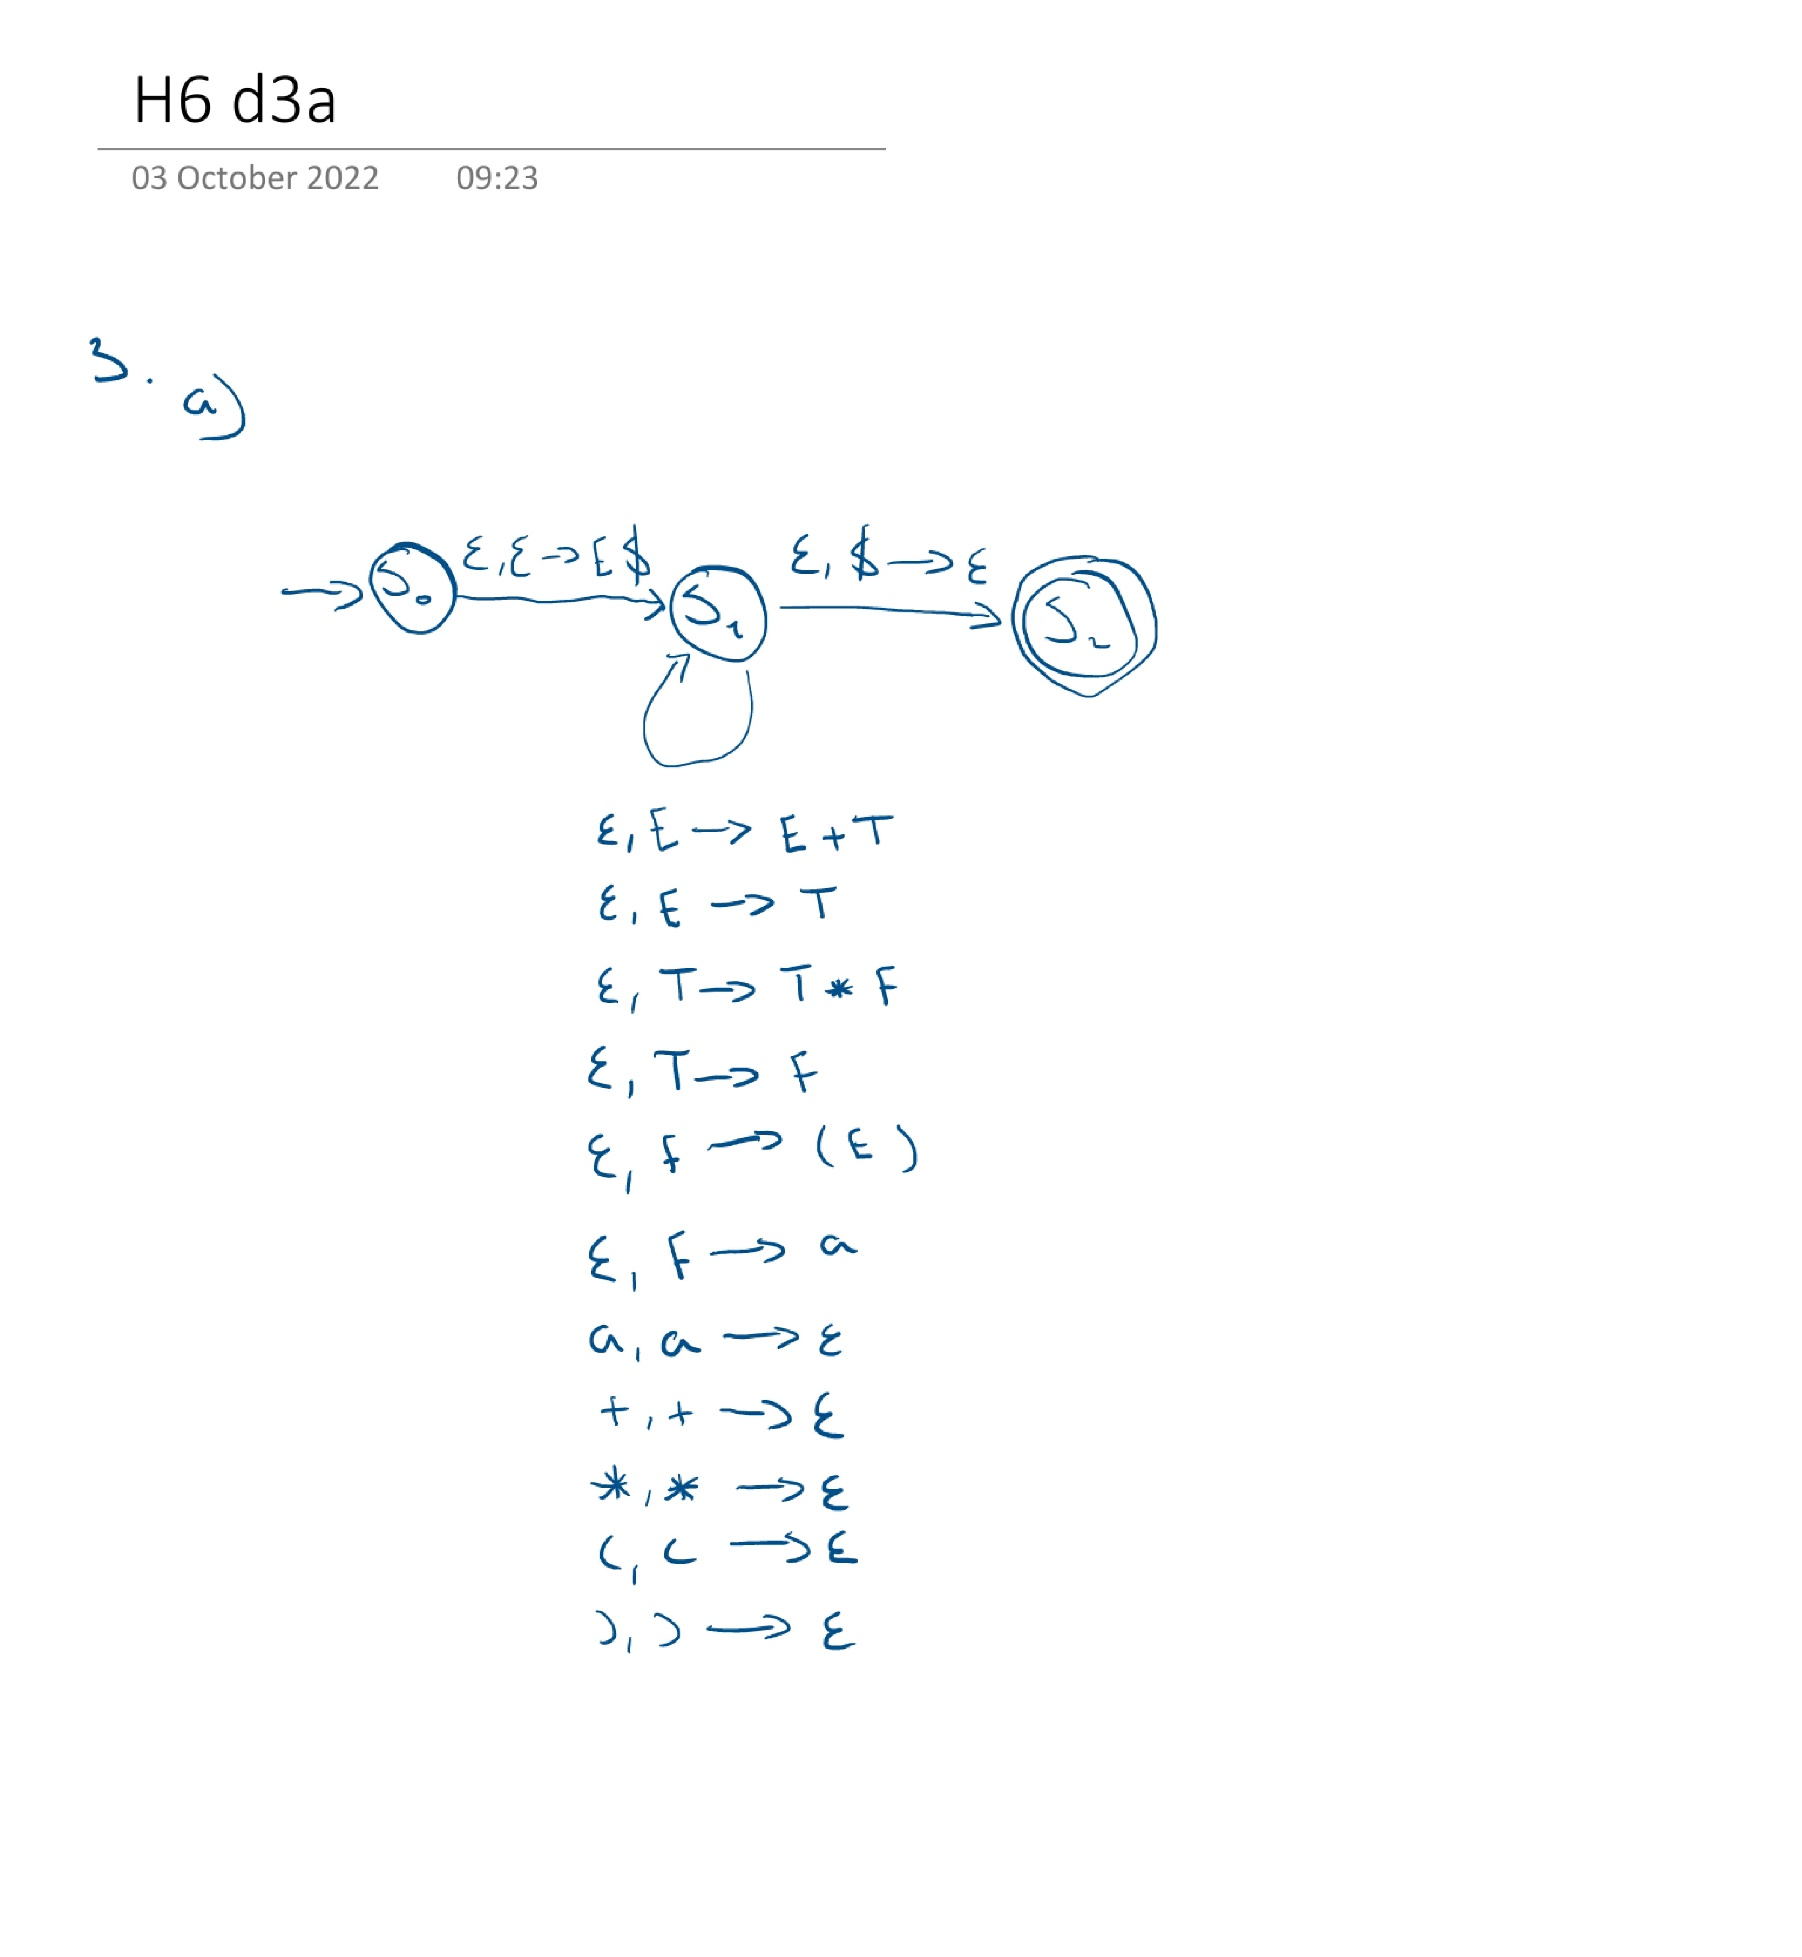 H6 d3a
03 October 2022 09:23
3.
a)
ε, ε → E$
ε, $ → ε
S₀
S₁
S₂
ε, E → E + T
ε, E → T
ε, T → T * F
ε, T → F
ε, F → (E)
ε, F → a
a, a → ε
+, + → ε
*, * → ε
(, ( → ε
), ) → ε